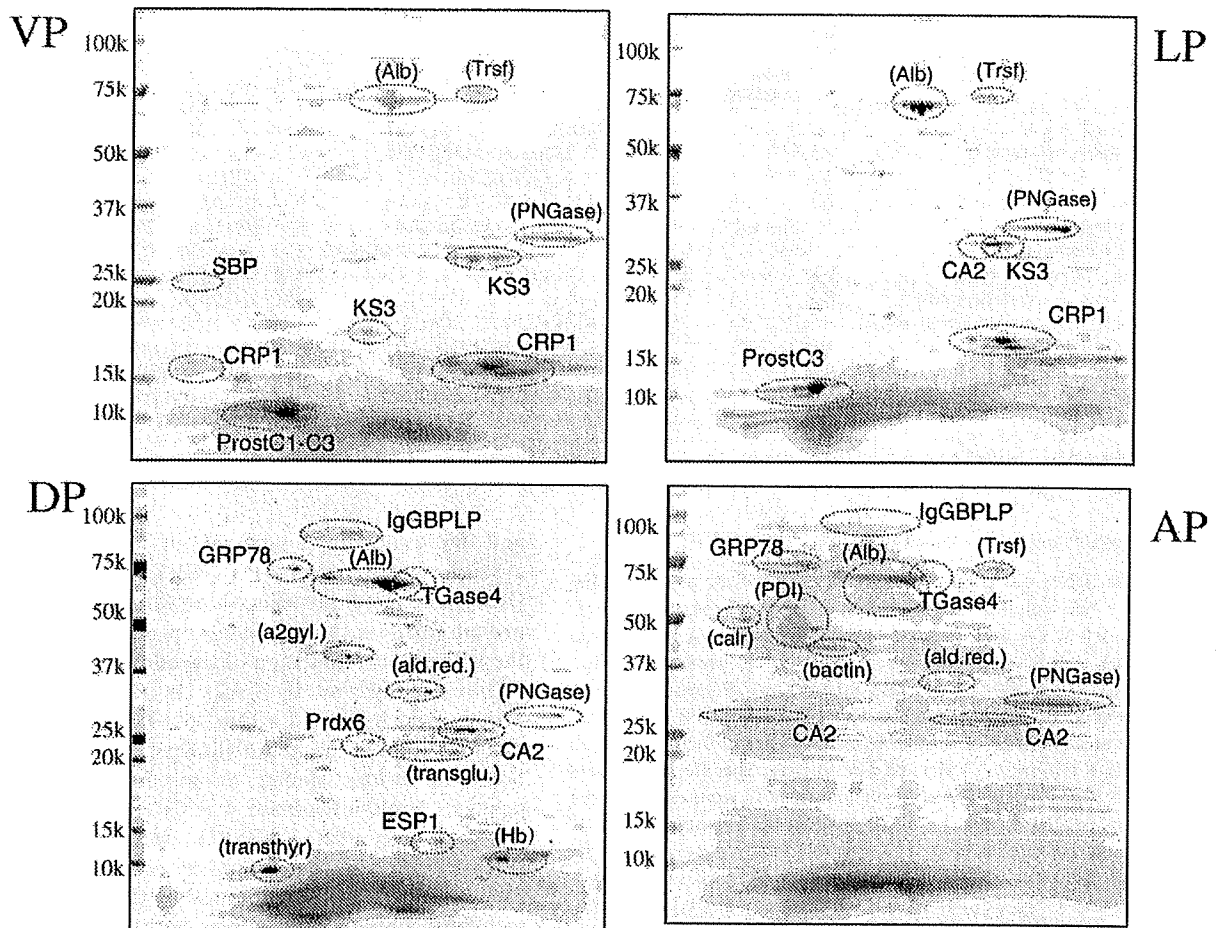 VP
100k
75k
50k
37k
25k
20k
15k
10k
(Alb)
(Trsf)
(PNGase)
SBP
KS3
KS3
CRP1
CRP1
ProstC1-C3
LP
100k
75k
50k
37k
25k
20k
15k
10k
(Alb)
(Trsf)
(PNGase)
CA2 KS3
CRP1
ProstC3
DP
100k
75k
50k
37k
25k
20k
15k
10k
IgGBPLP
GRP78
(Alb)
TGase4
(a2gyl.)
(ald.red.)
(PNGase)
Prdx6
CA2
(transglu.)
ESP1
(transthyr)
(Hb)
AP
100k
75k
50k
37k
25k
20k
15k
10k
IgGBPLP
GRP78
(Alb)
(Trsf)
(PDI)
TGase4
(calr)
(bactin)
(ald.red.)
(PNGase)
CA2
CA2